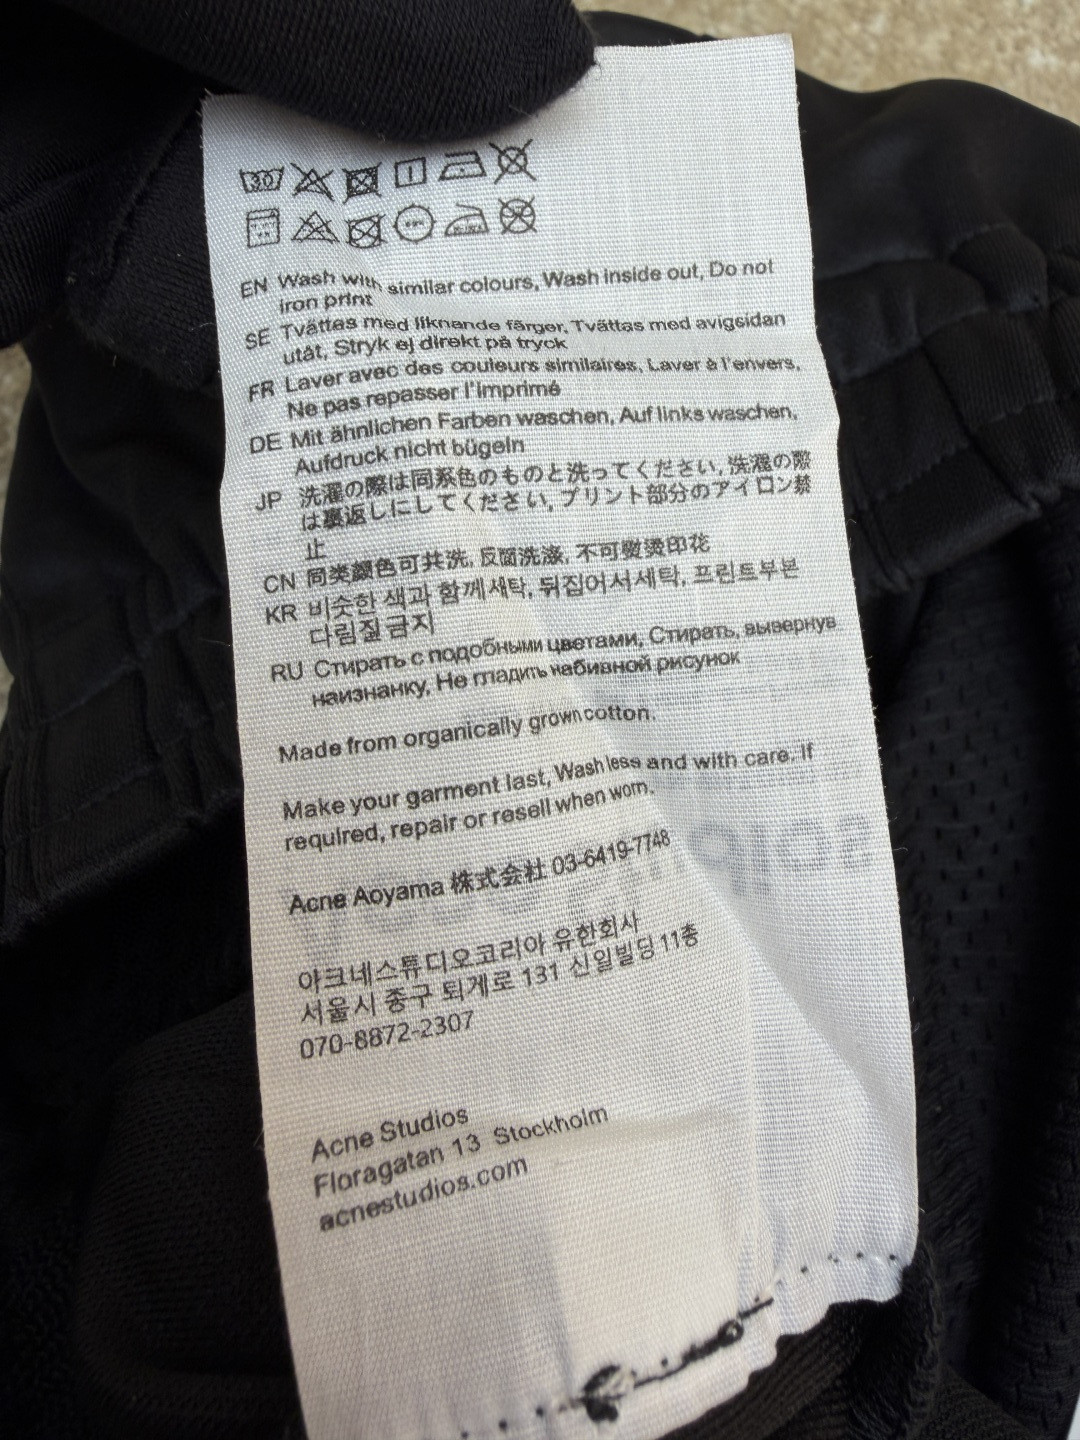 30
EN Wash with similar colours, Wash inside out, Do not
iron print
SE Tvättas med liknande färger, Tvättas med avigsidan
utåt, Stryk ej direkt på tryck
FR Laver avec des couleurs similaires, Laver à l'envers,
Ne pas repasser l'imprimé
DE Mit ähnlichen Farben waschen, Auf links waschen,
Aufdruck nicht bügeln
JP 洗濯の際は同系色のものと洗ってください, 洗濯の際
は裏返しにしてください, プリント部分のアイロン禁
止
CN 同类颜色可共洗, 反面洗涤, 不可熨烫印花
KR 비슷한 색과 함께 세탁, 뒤집어서 세탁, 프린트부분
다림질 금지
RU Стирать с подобными цветами, Стирать, вывернув
наизнанку, Не гладить набивной рисунок
Made from organically grown cotton.
Make your garment last, Wash less and with care. If
required, repair or resell when worn.
Acne Aoyama 株式会社 03-6419-7748
아크네스튜디오코리아 유한회사
서울시 중구 퇴계로 131 신일빌딩 11층
070-8872-2307
Acne Studios
Floragatan 13 Stockholm
acnestudios.com